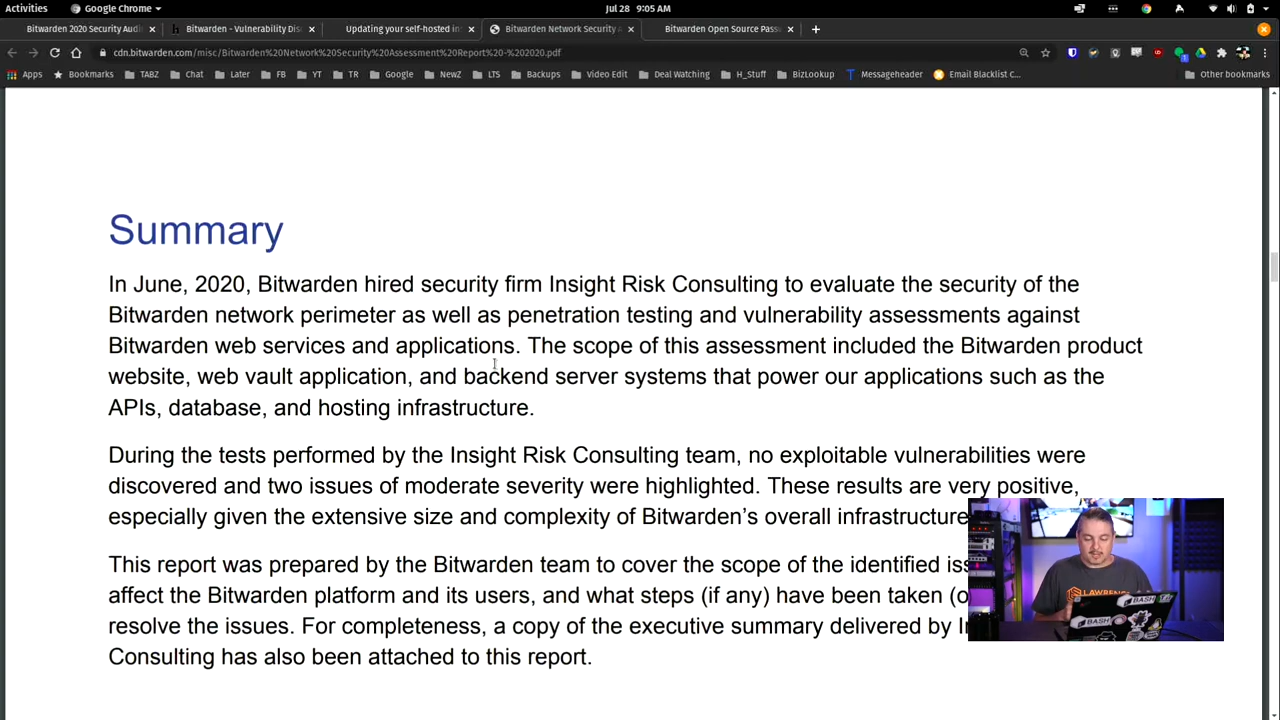 Activities Google Chrome Jul 28 9:05 AM
Bitwarden 2020 Security Audi Bitwarden - Vulnerability Dis Updating your self-hosted in Bitwarden Network Security A Bitwarden Open Source Pass
cdn.bitwarden.com/misc/Bitwarden%20Network%20Security%20Assessment%20Report%20-%202020.pdf
Apps Bookmarks TABZ Chat Later FB YT TR Google NewZ LTS Backups Video Edit Deal Watching H_Stuff BizLookup Messageheader Email Blacklist C... Other bookmarks
Summary
In June, 2020, Bitwarden hired security firm Insight Risk Consulting to evaluate the security of the
Bitwarden network perimeter as well as penetration testing and vulnerability assessments against
Bitwarden web services and applications. The scope of this assessment included the Bitwarden product
website, web vault application, and backend server systems that power our applications such as the
APIs, database, and hosting infrastructure.
During the tests performed by the Insight Risk Consulting team, no exploitable vulnerabilities were
discovered and two issues of moderate severity were highlighted. These results are very positive,
especially given the extensive size and complexity of Bitwarden's overall infrastructure
This report was prepared by the Bitwarden team to cover the scope of the identified iss
affect the Bitwarden platform and its users, and what steps (if any) have been taken (o
resolve the issues. For completeness, a copy of the executive summary delivered by In
Consulting has also been attached to this report.
LAWRENC
BASH
BASH